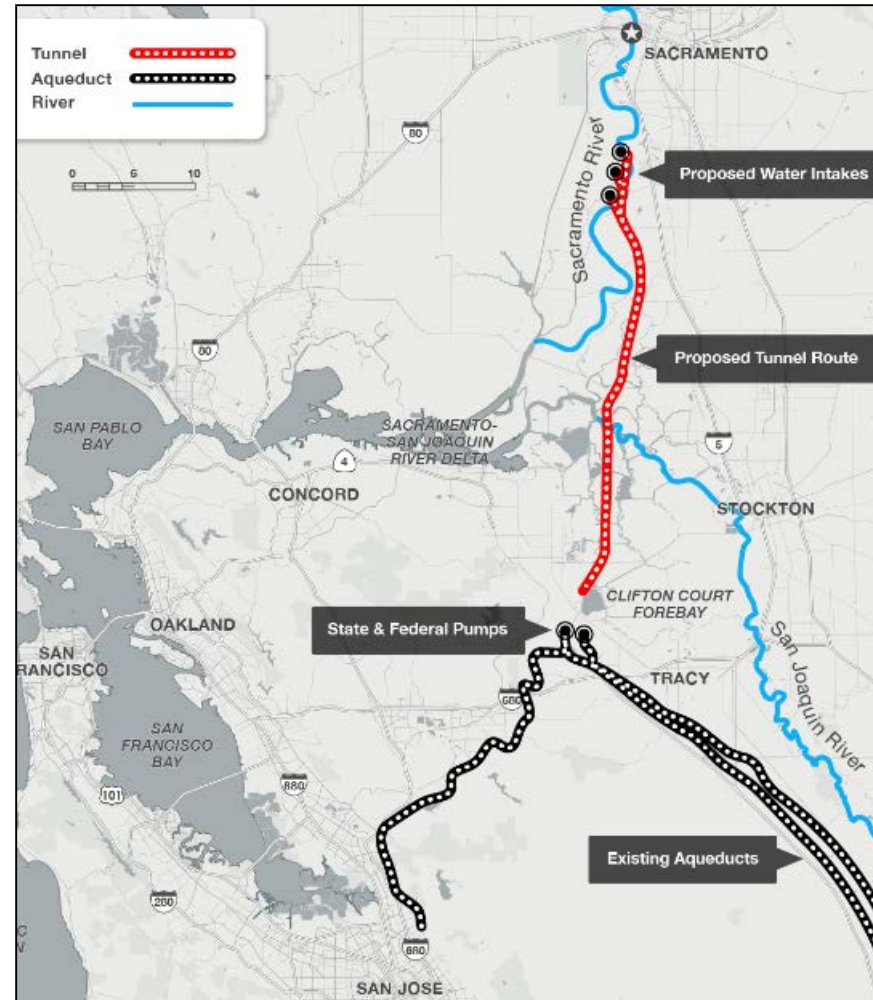 Tunnel
Aqueduct
River
SACRAMENTO
80
0 5 10
Sacramento River
Proposed Water Intakes
80
Proposed Tunnel Route
SAN PABLO
BAY
SACRAMENTO-
SAN JOAQUIN
RIVER DELTA
4
5
CONCORD
STOCKTON
CLIFTON COURT
FOREBAY
OAKLAND
State & Federal Pumps
SAN
FRANCISCO
TRACY
San Joaquin River
680
SAN
FRANCISCO
BAY
880
101
Existing Aqueducts
280
C
N
880
SAN JOSE